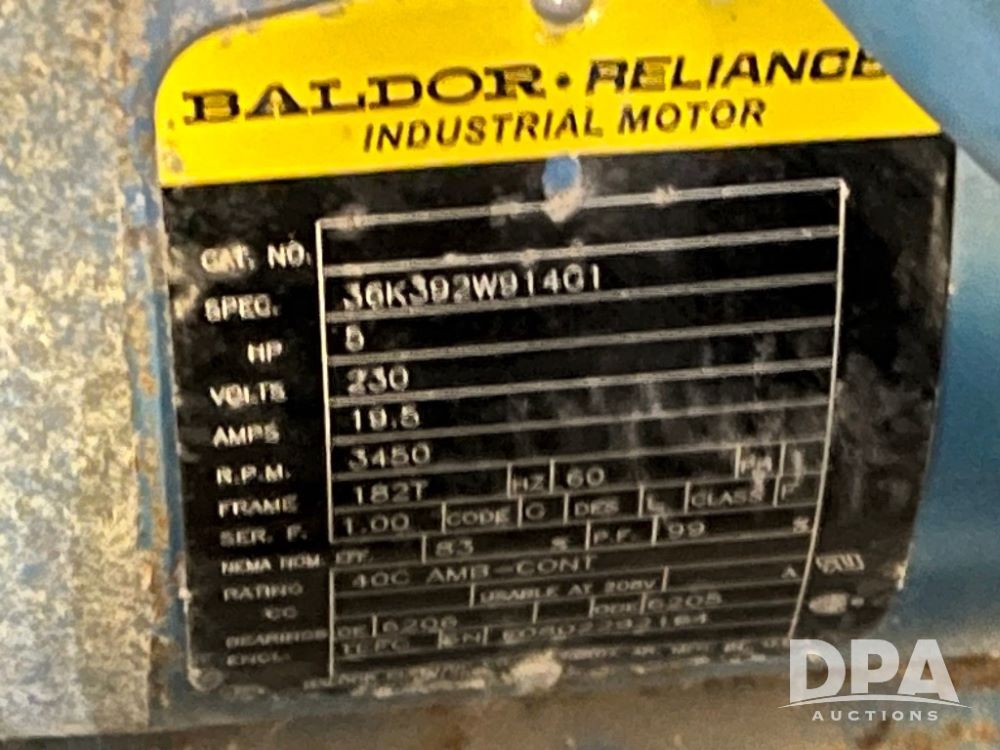 BALDOR • RELIANCE
INDUSTRIAL MOTOR
CAT. NO.
SPEC. 36K392W914G1
HP 5
VOLTS 230
AMPS 19.5
R.P.M. 3450
FRAME 182T HZ 60 PH 1
SER. F. 1.00 CODE G DES L CLASS F
NEMA NOM. EFF. 83 % P.F. 99 %
RATING 40C AMB-CONT
CC USABLE AT 208V A
BEARINGS DE 6206 ODE 6205
ENCL. SN
DPA
AUCTIONS